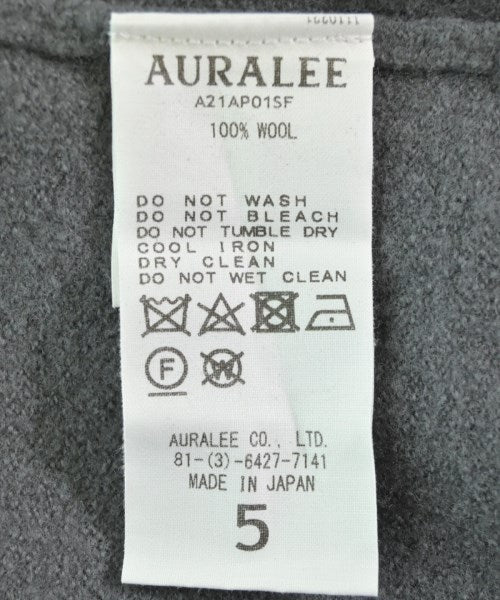 AURALEE
A21AP01SF
100% WOOL
DO NOT WASH
DO NOT BLEACH
DO NOT TUMBLE DRY
COOL IRON
DRY CLEAN
DO NOT WET CLEAN
F W
AURALEE CO., LTD.
81-(3)-6427-7141
MADE IN JAPAN
5